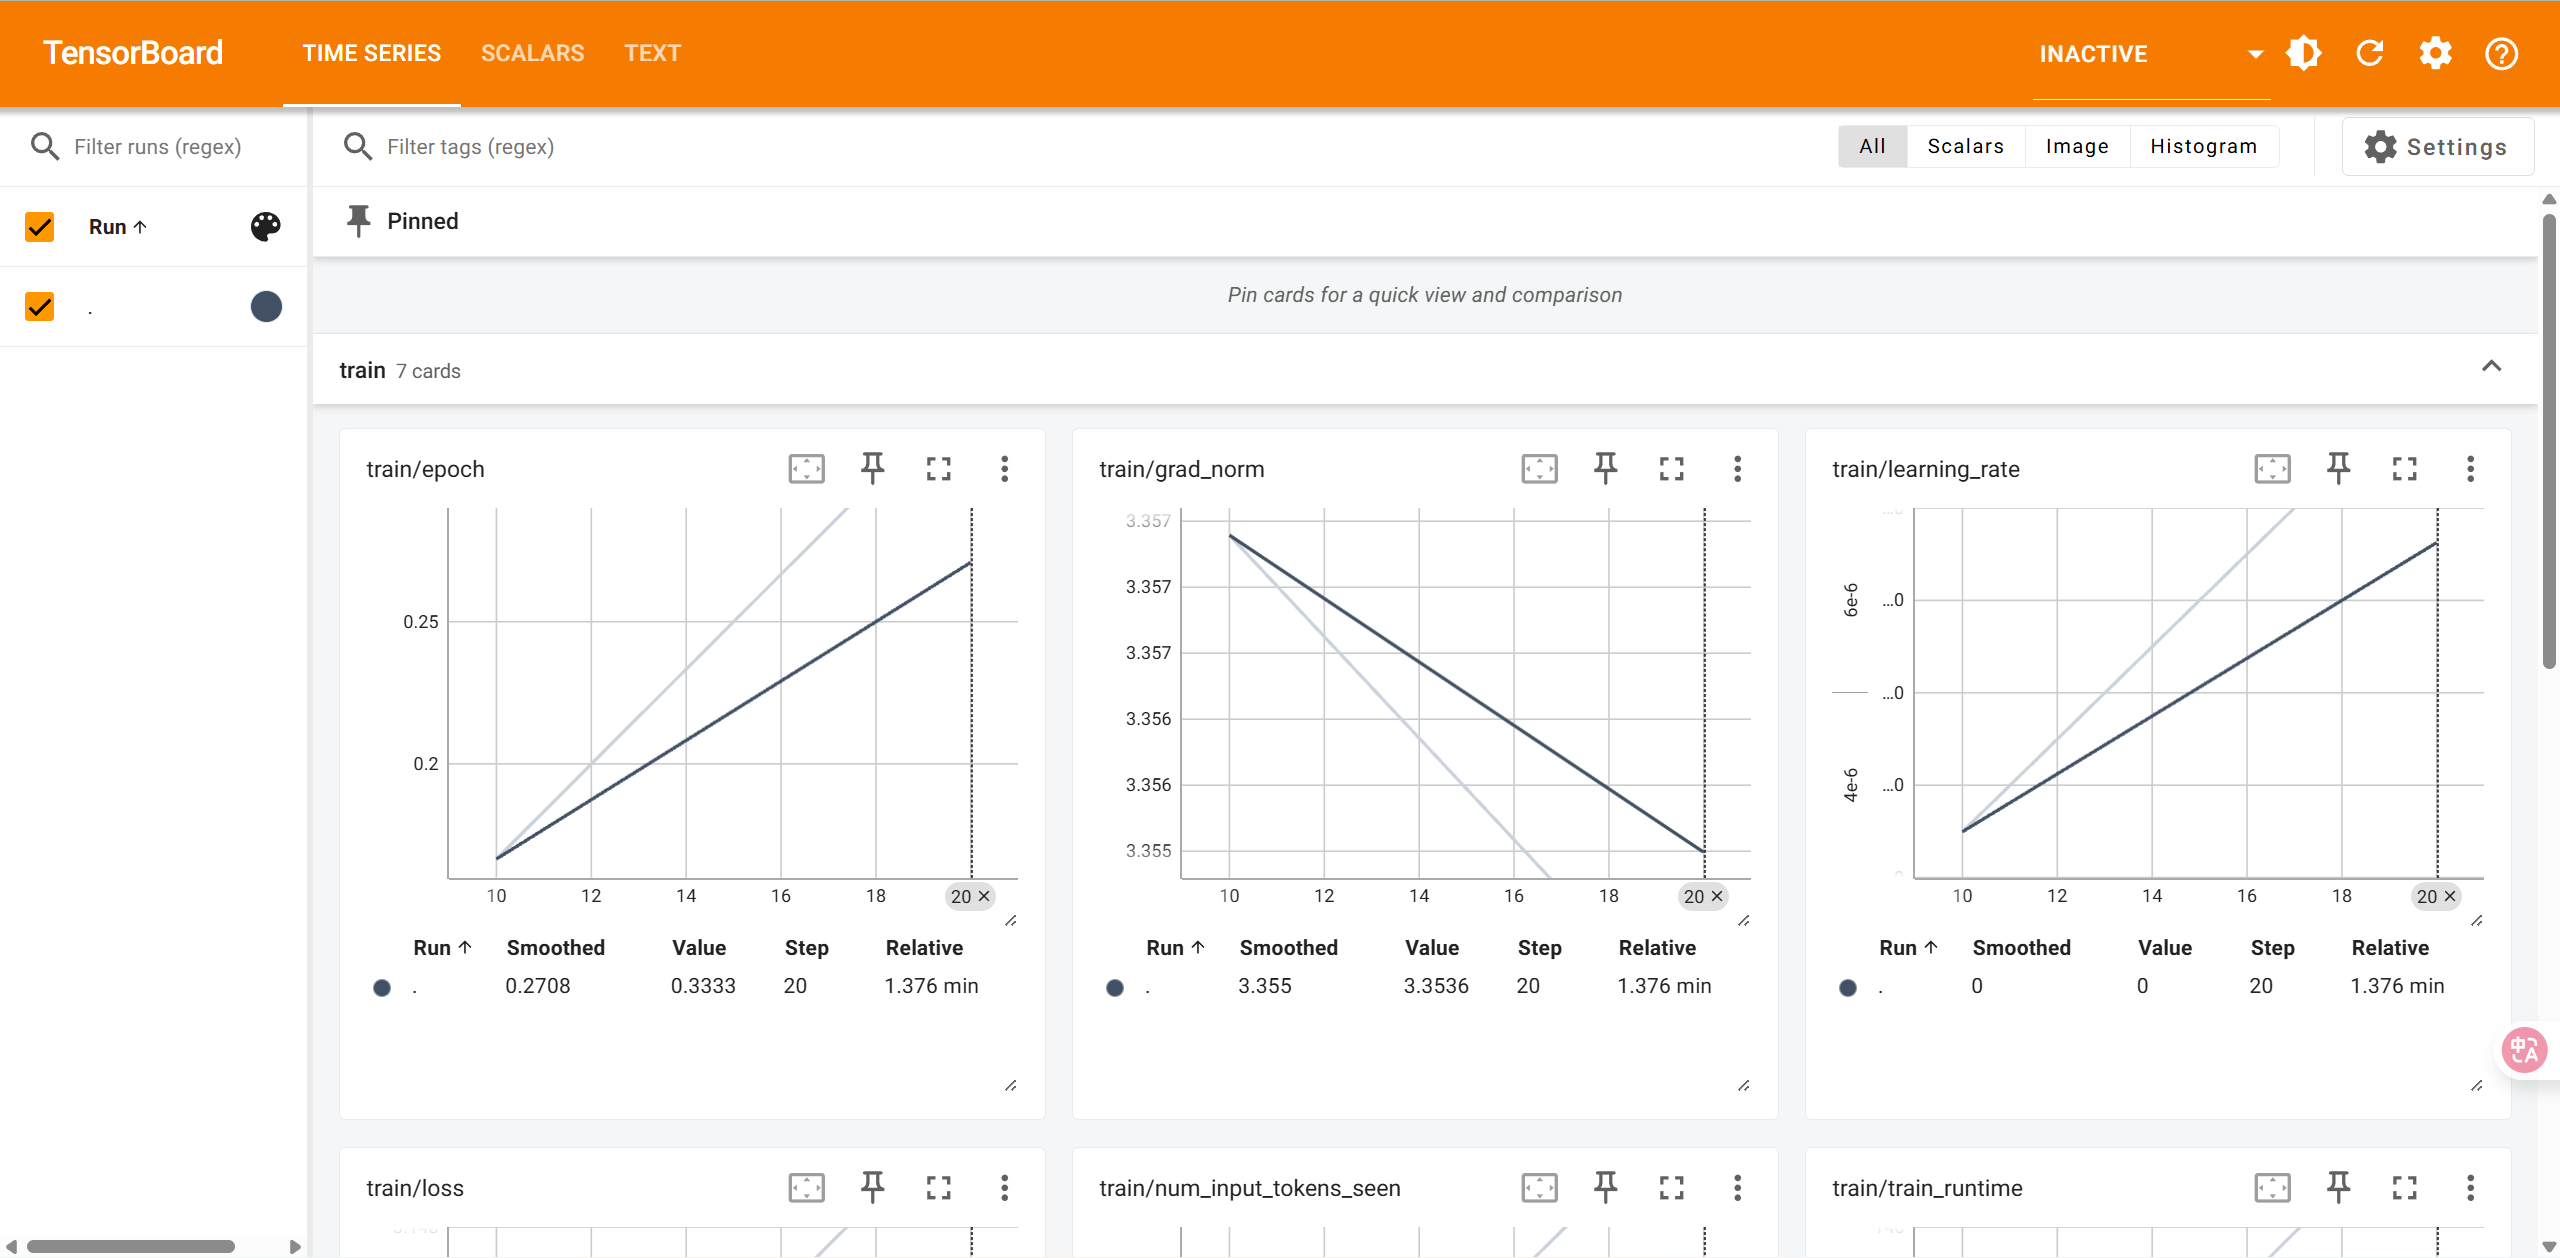 TensorBoard TIME SERIES SCALARS TEXT INACTIVE
Filter runs (regex) Filter tags (regex) All Scalars Image Histogram Settings
Run ↑
.
Pinned
Pin cards for a quick view and comparison
train 7 cards
train/epoch
0.25
0.2
10 12 14 16 18 20 ×
Run ↑ Smoothed Value Step Relative
. 0.2708 0.3333 20 1.376 min
train/grad_norm
3.357
3.357
3.357
3.356
3.356
3.355
10 12 14 16 18 20 ×
Run ↑ Smoothed Value Step Relative
. 3.355 3.3536 20 1.376 min
train/learning_rate
6e-6 ...0
...0
4e-6 ...0
10 12 14 16 18 20 ×
Run ↑ Smoothed Value Step Relative
. 0 0 20 1.376 min
中A
train/loss
train/num_input_tokens_seen
train/train_runtime